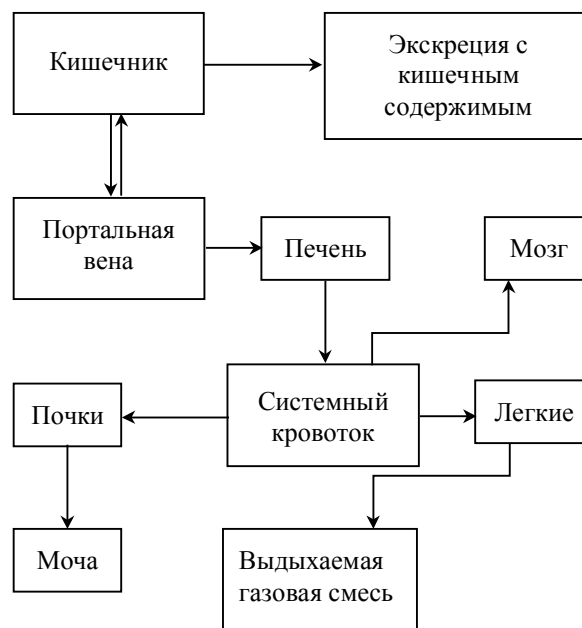 Кишечник
Экскреция с
кишечным
содержимым
Портальная
вена
Печень
Мозг
Почки
Системный
кровоток
Легкие
Моча
Выдыхаемая
газовая смесь